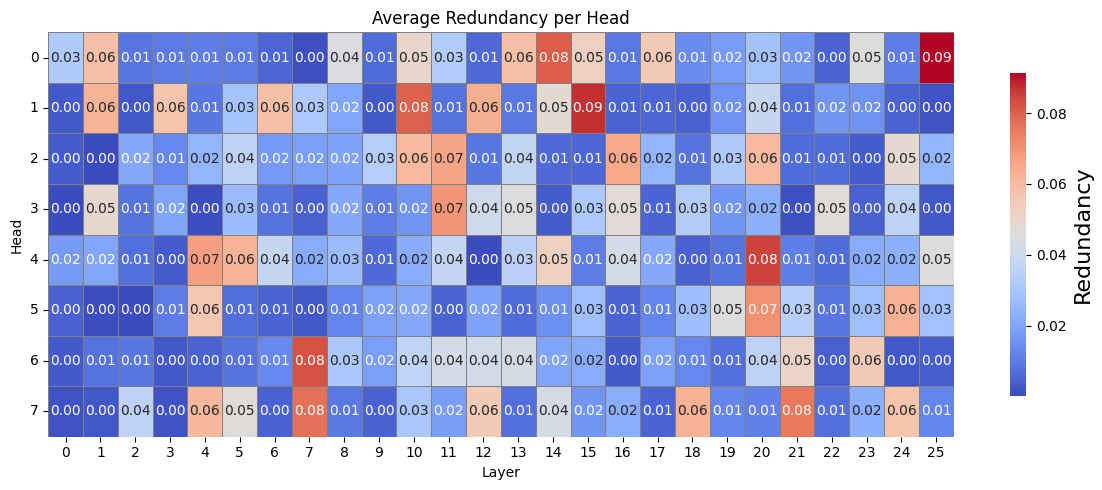 Average Redundancy per Head
0 0.03 0.06 0.01 0.01 0.01 0.01 0.01 0.00 0.04 0.01 0.05 0.03 0.01 0.06 0.08 0.05 0.01 0.06 0.01 0.02 0.03 0.02 0.00 0.05 0.01 0.09
1 0.00 0.06 0.00 0.06 0.01 0.03 0.06 0.03 0.02 0.00 0.08 0.01 0.06 0.01 0.05 0.09 0.01 0.01 0.00 0.02 0.04 0.01 0.02 0.02 0.00 0.00
2 0.00 0.00 0.02 0.01 0.02 0.04 0.02 0.02 0.02 0.03 0.06 0.07 0.01 0.04 0.01 0.01 0.06 0.02 0.01 0.03 0.06 0.01 0.01 0.00 0.05 0.02
3 0.00 0.05 0.01 0.02 0.00 0.03 0.01 0.00 0.02 0.01 0.02 0.07 0.04 0.05 0.00 0.03 0.05 0.01 0.03 0.02 0.02 0.00 0.05 0.00 0.04 0.00
4 0.02 0.02 0.01 0.00 0.07 0.06 0.04 0.02 0.03 0.01 0.02 0.04 0.00 0.03 0.05 0.01 0.04 0.02 0.00 0.01 0.08 0.01 0.01 0.02 0.02 0.05
5 0.00 0.00 0.00 0.01 0.06 0.01 0.01 0.00 0.01 0.02 0.02 0.00 0.02 0.01 0.01 0.03 0.01 0.01 0.03 0.05 0.07 0.03 0.01 0.03 0.06 0.03
6 0.00 0.01 0.01 0.00 0.00 0.01 0.01 0.08 0.03 0.02 0.04 0.04 0.04 0.04 0.02 0.02 0.00 0.02 0.01 0.01 0.04 0.05 0.00 0.06 0.00 0.00
7 0.00 0.00 0.04 0.00 0.06 0.05 0.00 0.08 0.01 0.00 0.03 0.02 0.06 0.01 0.04 0.02 0.02 0.01 0.06 0.01 0.01 0.08 0.01 0.02 0.06 0.01
0 1 2 3 4 5 6 7 8 9 10 11 12 13 14 15 16 17 18 19 20 21 22 23 24 25
Layer
Head
0.08
0.06
0.04
0.02
Redundancy